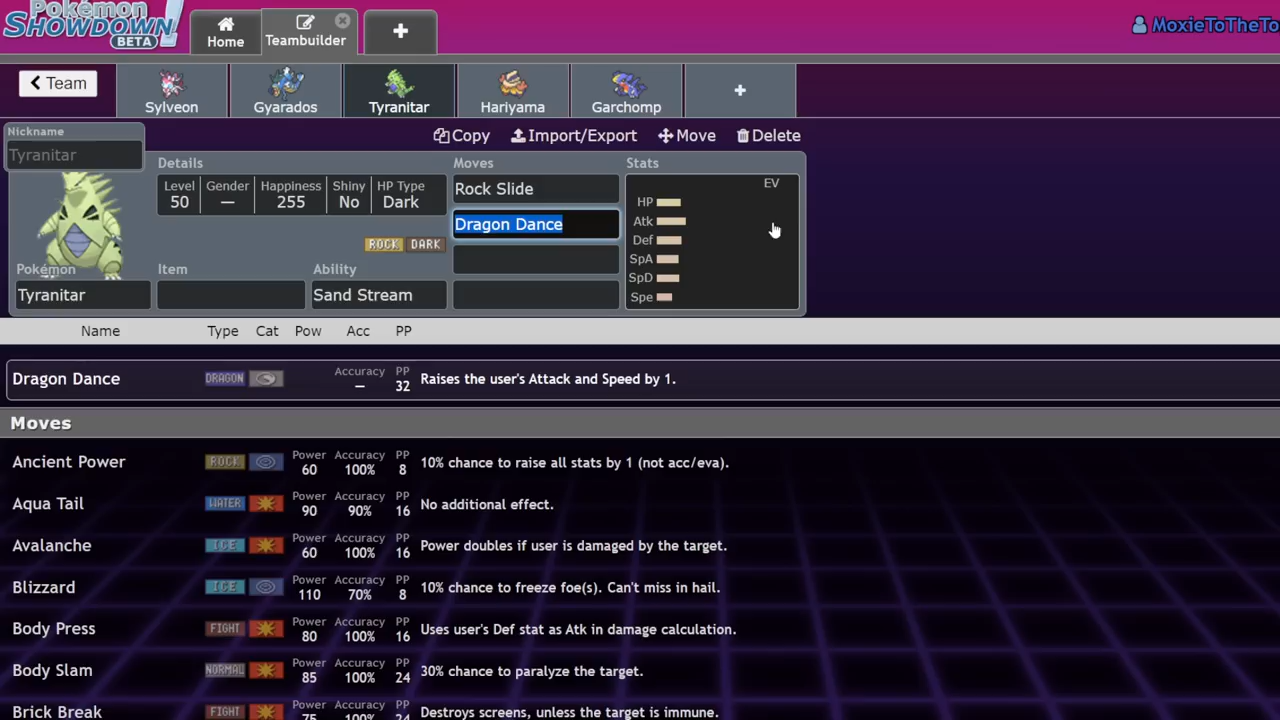 Pokémon
SHOWDOWN!
BETA
Home
Teambuilder
MoxieToTheTo
Team
Sylveon
Gyarados
Tyranitar
Hariyama
Garchomp
Copy Import/Export Move Delete
Nickname
Tyranitar
Details
Level Gender Happiness Shiny HP Type
50 — 255 No Dark
ROCK DARK
Pokémon Item Ability
Tyranitar Sand Stream
Moves
Rock Slide
Dragon Dance
Stats
EV
HP
Atk
Def
SpA
SpD
Spe
Name Type Cat Pow Acc PP
Dragon Dance DRAGON Accuracy — PP 32 Raises the user's Attack and Speed by 1.
Moves
Ancient Power ROCK Power 60 Accuracy 100% PP 8 10% chance to raise all stats by 1 (not acc/eva).
Aqua Tail WATER Power 90 Accuracy 90% PP 16 No additional effect.
Avalanche ICE Power 60 Accuracy 100% PP 16 Power doubles if user is damaged by the target.
Blizzard ICE Power 110 Accuracy 70% PP 8 10% chance to freeze foe(s). Can't miss in hail.
Body Press FIGHT Power 80 Accuracy 100% PP 16 Uses user's Def stat as Atk in damage calculation.
Body Slam NORMAL Power 85 Accuracy 100% PP 24 30% chance to paralyze the target.
Brick Break FIGHT Power 75 Accuracy 100% PP 24 Destroys screens, unless the target is immune.